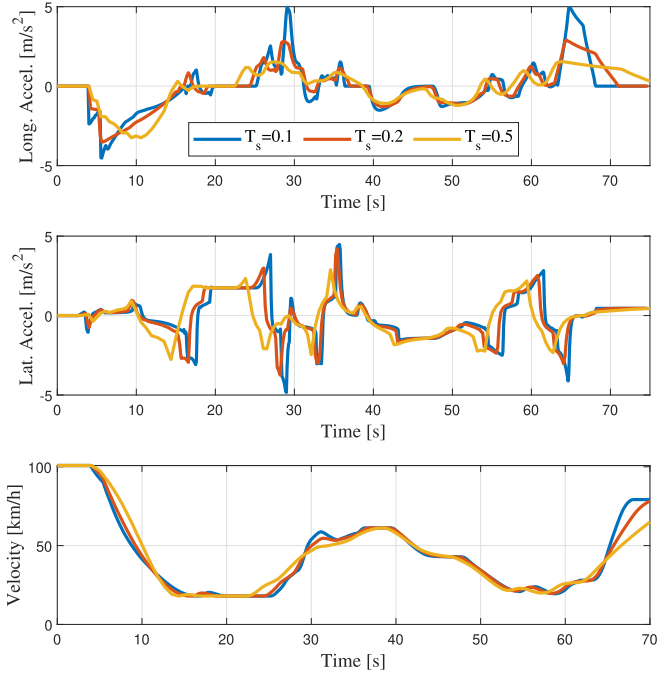 5
0
-5
Long. Accel. [m/s²]
T_s=0.1 T_s=0.2 T_s=0.5
0 10 20 30 40 50 60 70
Time [s]
5
0
-5
Lat. Accel. [m/s²]
0 10 20 30 40 50 60 70
Time [s]
100
50
0
Velocity [km/h]
0 10 20 30 40 50 60 70
Time [s]